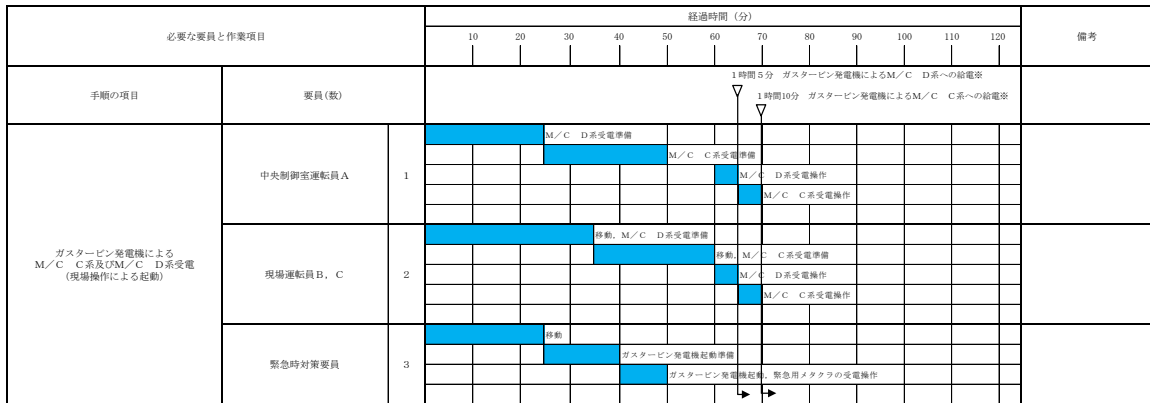 必要な要員と作業項目
経過時間（分）
備考
10 20 30 40 50 60 70 80 90 100 110 120
手順の項目
要員(数)
１時間５分　ガスタービン発電機によるＭ／Ｃ　Ｄ系への給電※
１時間10分　ガスタービン発電機によるＭ／Ｃ　Ｃ系への給電※
ガスタービン発電機による
Ｍ／Ｃ　Ｃ系及びＭ／Ｃ　Ｄ系受電
(現場操作による起動)
中央制御室運転員Ａ
1
Ｍ／Ｃ　Ｄ系受電準備
Ｍ／Ｃ　Ｃ系受電準備
Ｍ／Ｃ　Ｄ系受電操作
Ｍ／Ｃ　Ｃ系受電操作
現場運転員Ｂ，Ｃ
2
移動，Ｍ／Ｃ　Ｄ系受電準備
移動，Ｍ／Ｃ　Ｃ系受電準備
Ｍ／Ｃ　Ｄ系受電操作
Ｍ／Ｃ　Ｃ系受電操作
緊急時対策要員
3
移動
ガスタービン発電機起動準備
ガスタービン発電機起動，緊急用メタクラの受電操作